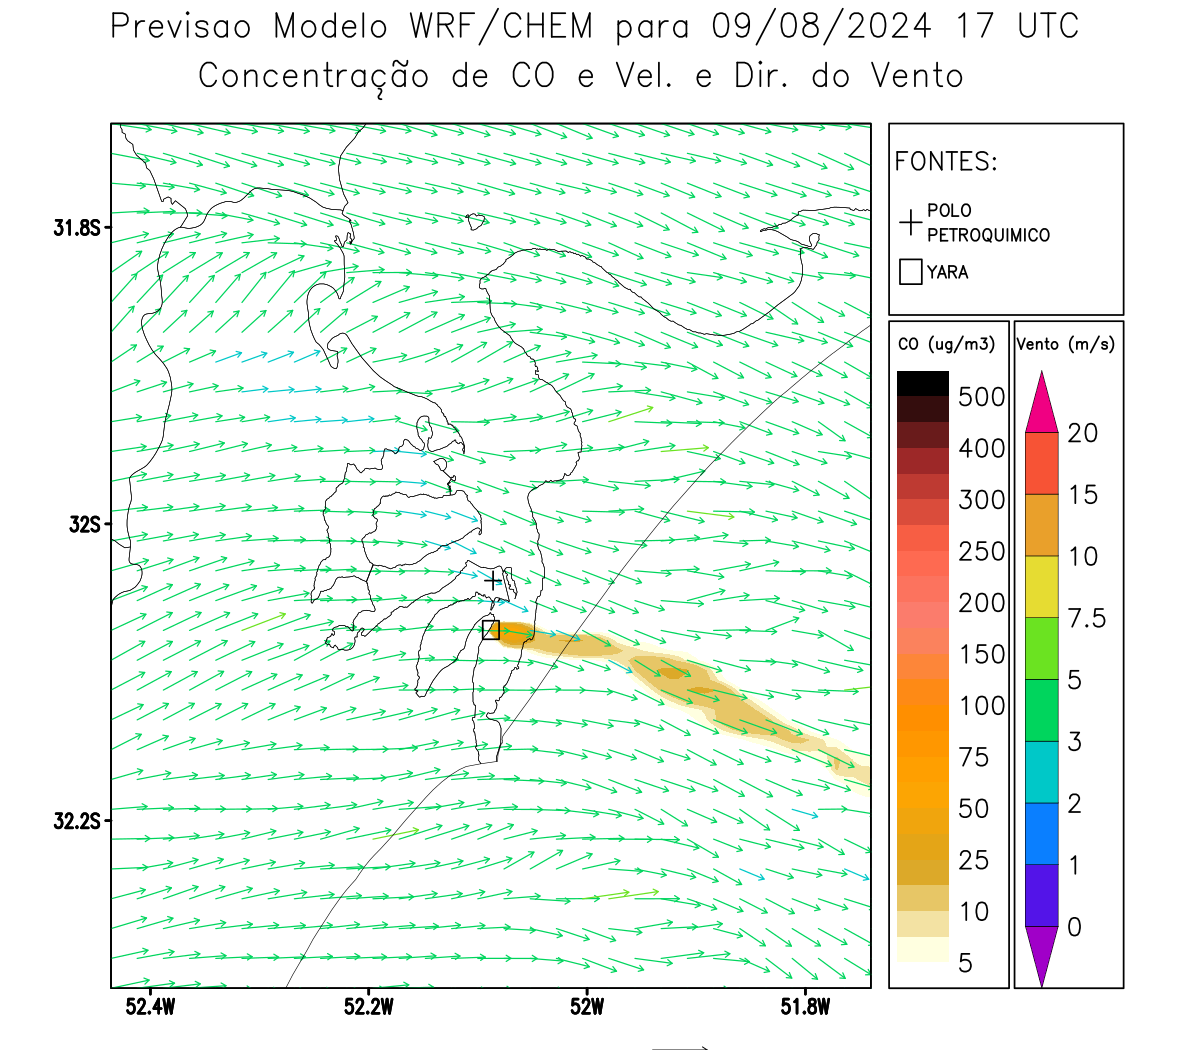 Previsao Modelo WRF/CHEM para 09/08/2024 17 UTC
Concentração de CO e Vel. e Dir. do Vento
FONTES:
POLO
PETROQUIMICO
YARA
CO (ug/m3)
500
400
300
250
200
150
100
75
50
25
10
5
Vento (m/s)
20
15
10
7.5
5
3
2
1
0
31.8S
32S
32.2S
52.4W
52.2W
52W
51.8W